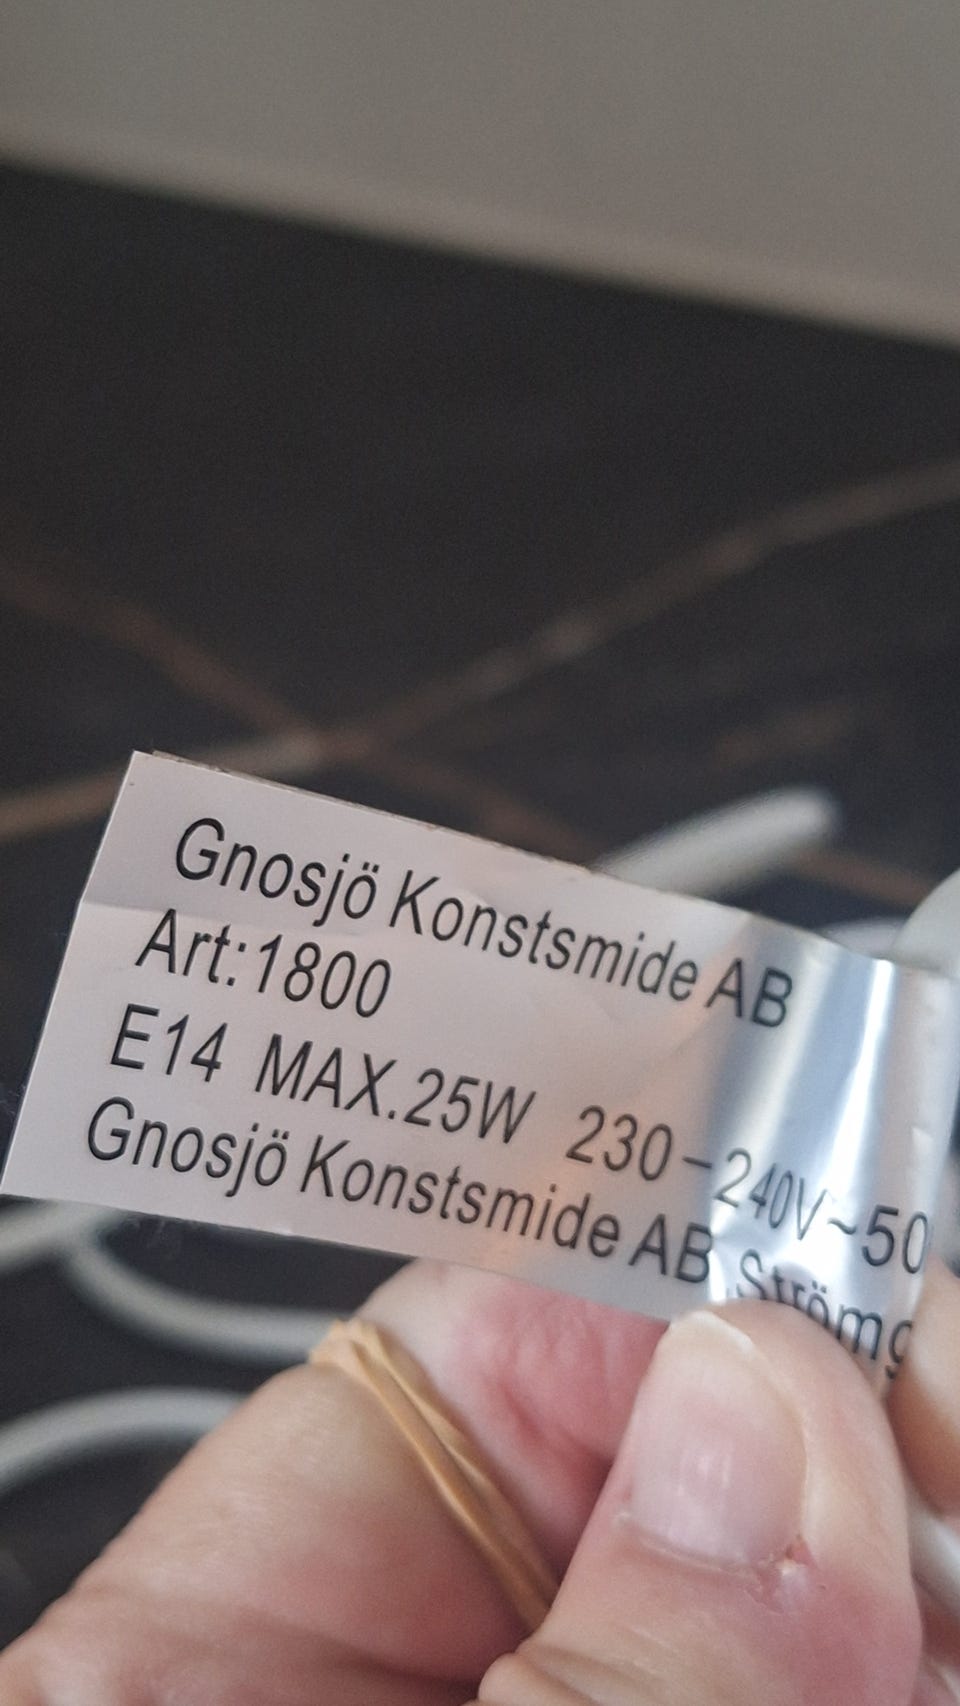 Gnosjö Konstsmide AB
Art:1800
E14 MAX.25W 230-240V~50
Gnosjö Konstsmide AB